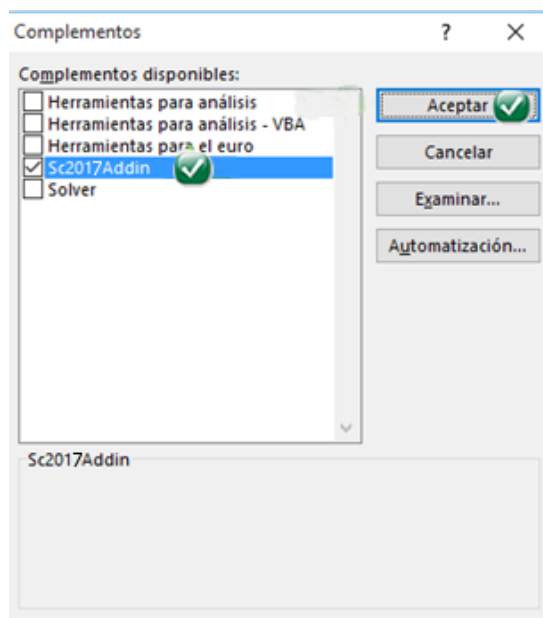 Complementos
?
Complementos disponibles:
Herramientas para análisis
Herramientas para análisis - VBA
Herramientas para el euro
Sc2017Addin
Solver
Aceptar
Cancelar
Examinar...
Automatización...
Sc2017Addin